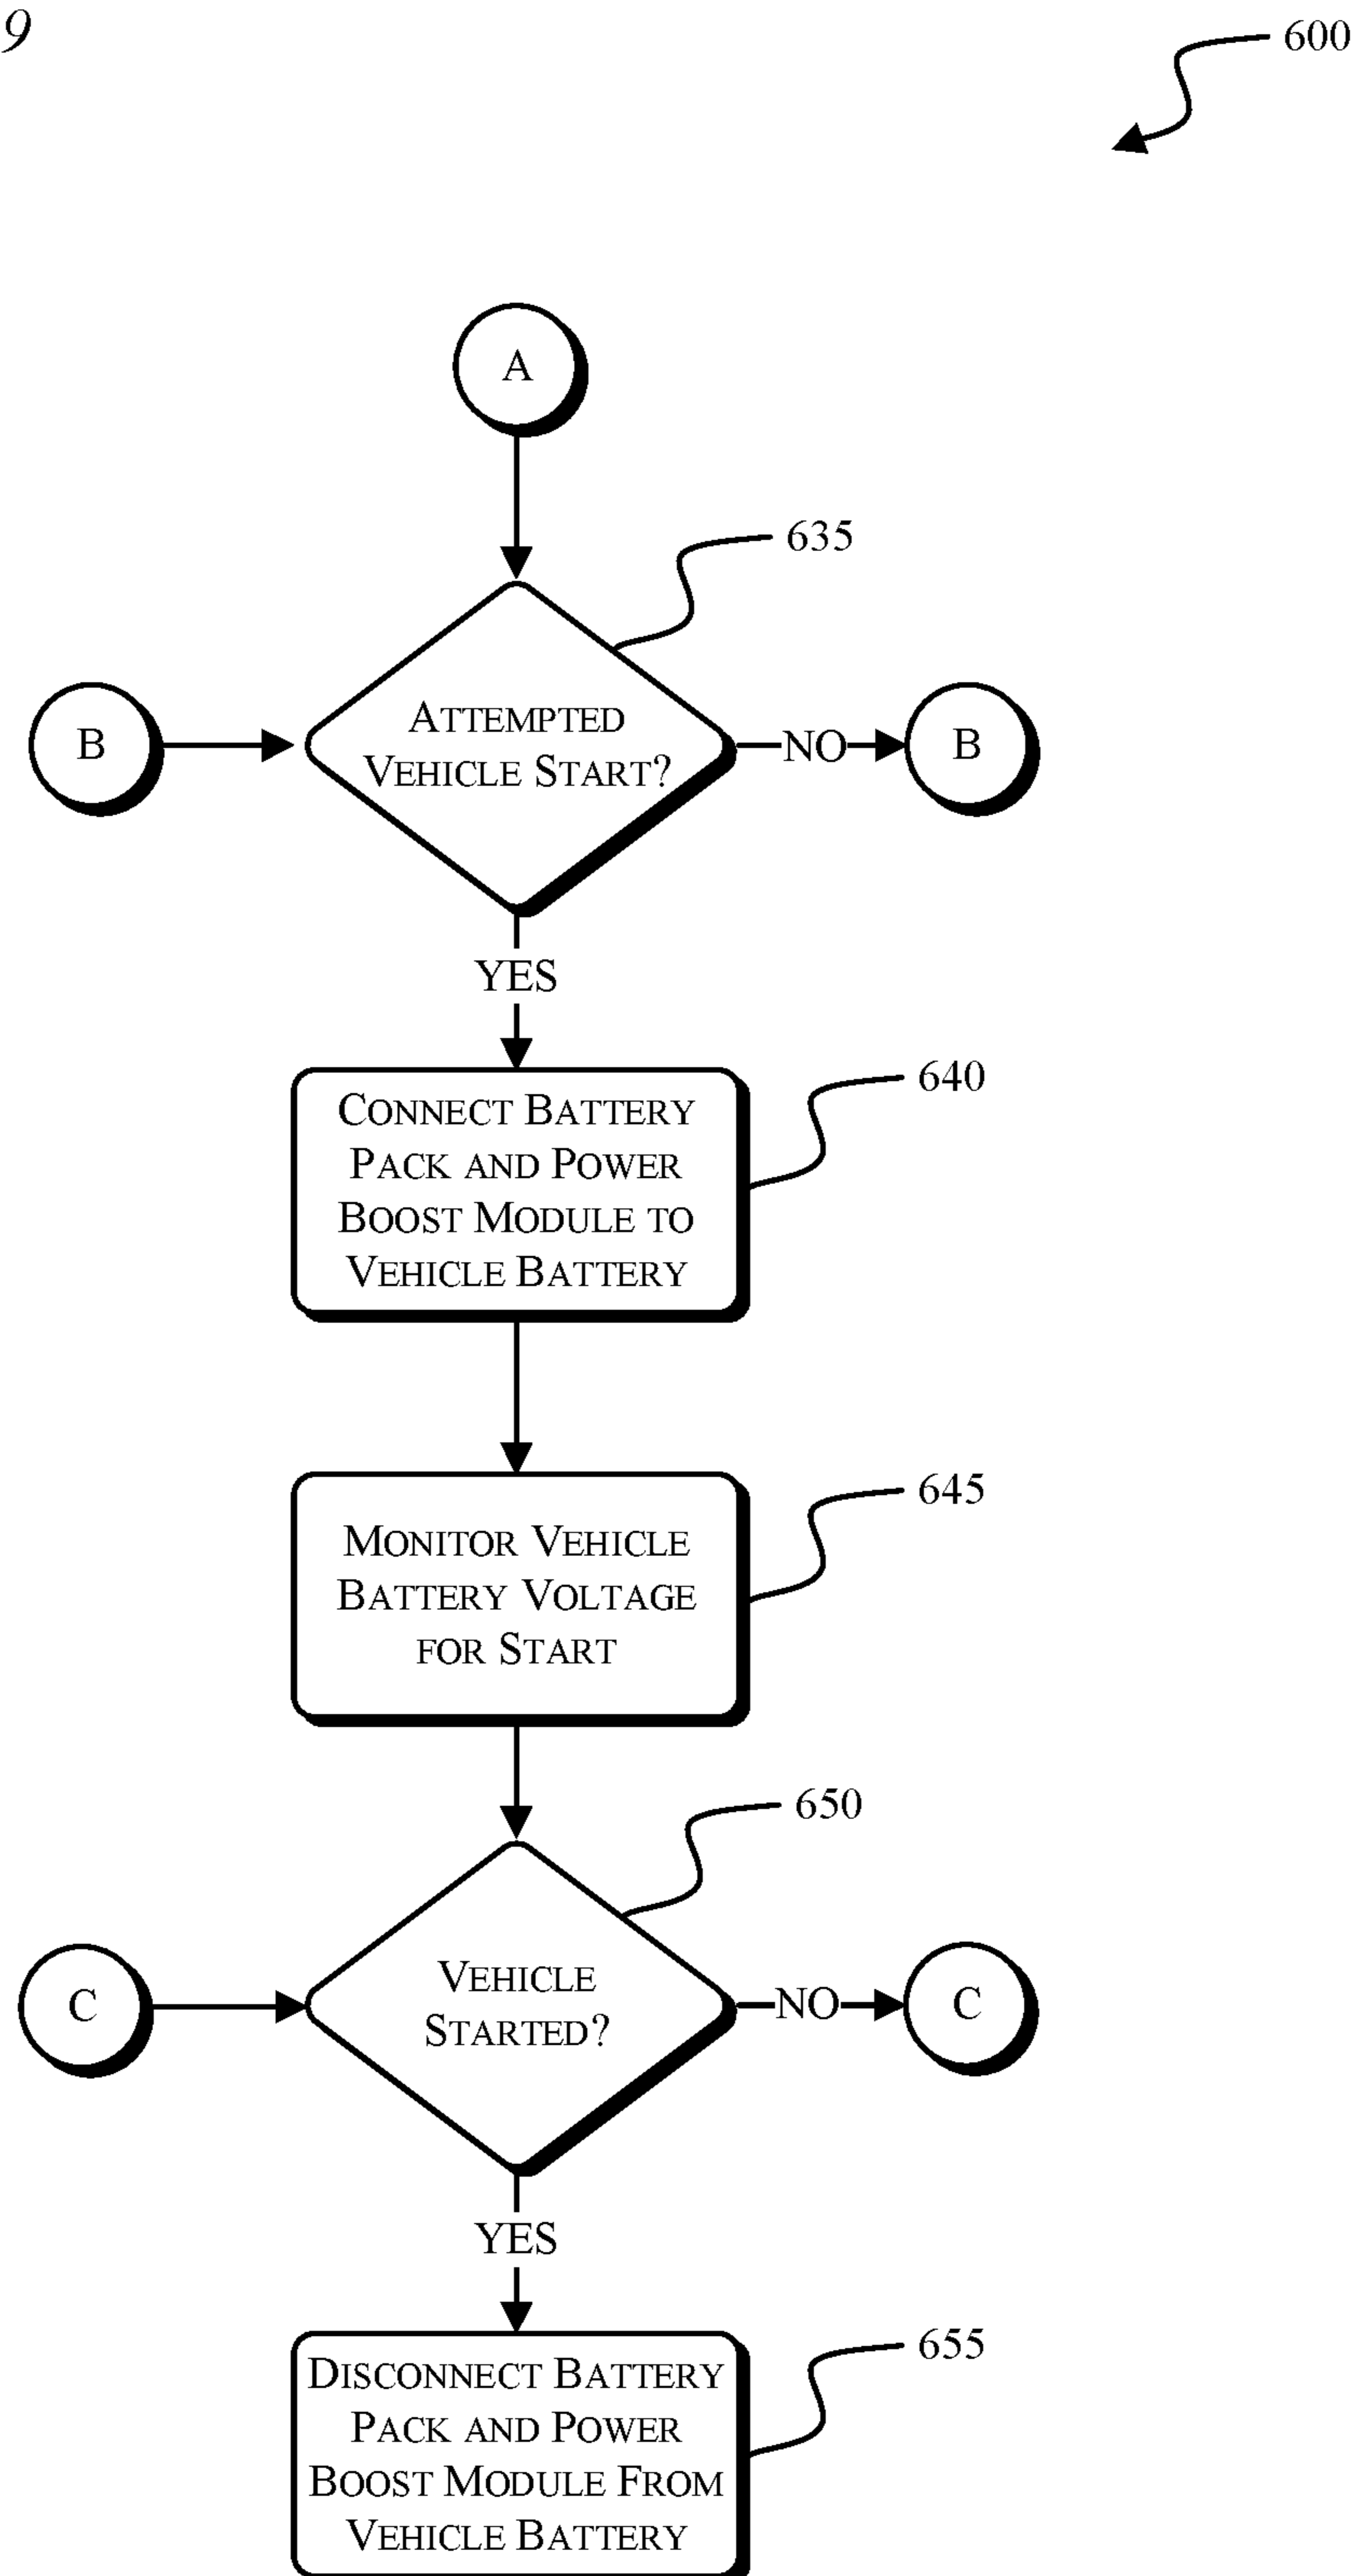 9
600
A
635
B
ATTEMPTED
VEHICLE START?
NO
B
YES
640
CONNECT BATTERY
PACK AND POWER
BOOST MODULE TO
VEHICLE BATTERY
645
MONITOR VEHICLE
BATTERY VOLTAGE
FOR START
650
C
VEHICLE
STARTED?
NO
C
YES
655
DISCONNECT BATTERY
PACK AND POWER
BOOST MODULE FROM
VEHICLE BATTERY